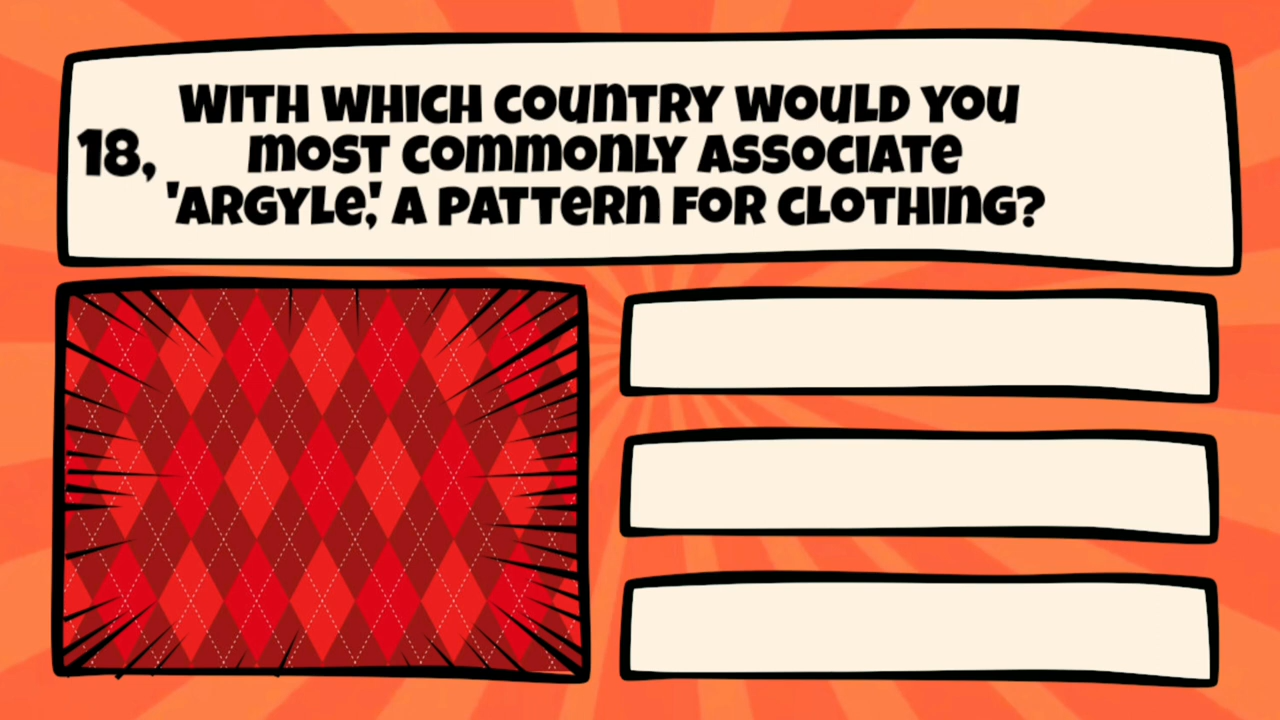 18,
WITH WHICH COUNTRY WOULD YOU
MOST COMMONLY ASSOCIATE
'ARGYLE,' A PATTERN FOR CLOTHING?